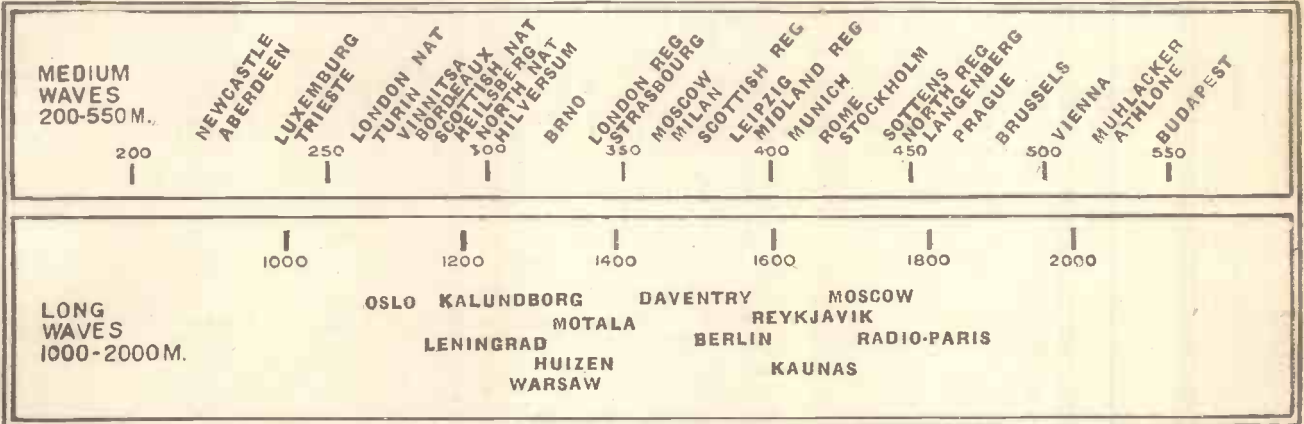 MEDIUM
WAVES
200-550 M.
NEWCASTLE
ABERDEEN
LUXEMBURG
TRIESTE
LONDON NAT
TURIN
VIINITSA
BORDEAUX
SCOTTISH NAT
HEILSBERG
NORTH NAT
HILVERSUM
BRNO
LONDON REG
STRASBOURG
MOSCOW
MILAN
SCOTTISH REG
LEIPZIG
MIDLAND REG
MUNICH
ROME
STOCKHOLM
SOTTENS
NORTH REG
LANGENBERG
PRAGUE
BRUSSELS
VIENNA
MUHLACKER
ATHLONE
BUDAPEST
200 250 300 350 400 450 500 550
1000 1200 1400 1600 1800 2000
LONG
WAVES
1000-2000 M.
OSLO KALUNDBORG DAVENTRY MOSCOW
MOTALA REYKJAVIK
LENINGRAD BERLIN RADIO-PARIS
HUIZEN KAUNAS
WARSAW